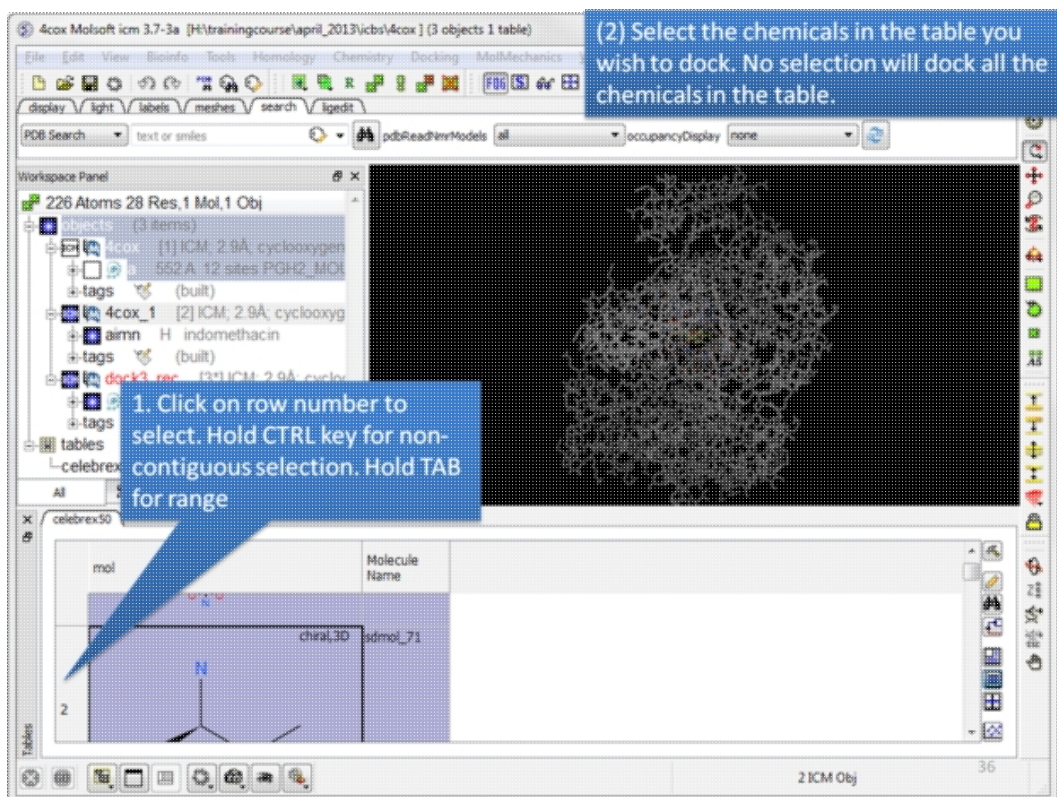 4cox Molsoft icm 3.7-3a [H:\trainingcourse\april_2013\icbs\4cox ] (3 objects 1 table)
(2) Select the chemicals in the table you
wish to dock. No selection will dock all the
chemicals in the table.
File Edit View Bioinfo Tools Homology Chemistry Docking MolMechanics
FOG
display light labels meshes search ligedit
PDB Search text or smiles pdbReadNmrModels all occupancyDisplay none
Workspace Panel
226 Atoms 28 Res,1 Mol,1 Obj
objects (3 items)
4cox [1] ICM, 2.9Å, cyclooxygen
a 552 A 12 sites PGH2_MOU
tags (built)
4cox_1 [2] ICM; 2.9Å; cyclooxyg
aimn H indomethacin
tags (built)
dock3_rec [3*] ICM; 2.9Å; cycloo
tags
tables
celebrex
All
1. Click on row number to
select. Hold CTRL key for non-
contiguous selection. Hold TAB
for range
celebrex50
mol
Molecule
Name
N
chiral,3D
sdmol_71
N
2
Tables
2 ICM Obj
36